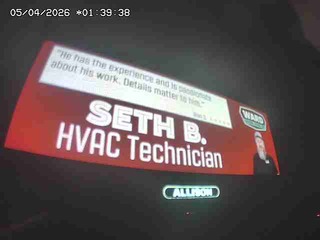 05/04/2026 *01:39:38
"He has the experience and is passionate
about his work. Details matter to him."
SETH B.
HVAC Technician
WARD
ALLISON